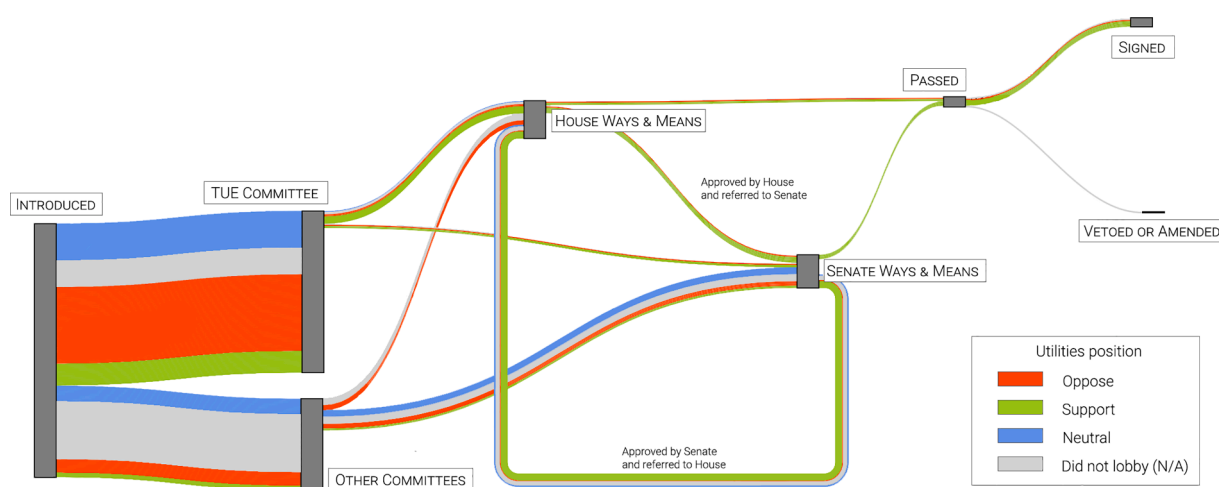 SIGNED
PASSED
HOUSE WAYS & MEANS
TUE COMMITTEE
INTRODUCED
Approved by House
and referred to Senate
VETOED OR AMENDED
SENATE WAYS & MEANS
Utilities position
Oppose
Support
Neutral
Did not lobby (N/A)
Approved by Senate
and referred to House
OTHER COMMITTEES